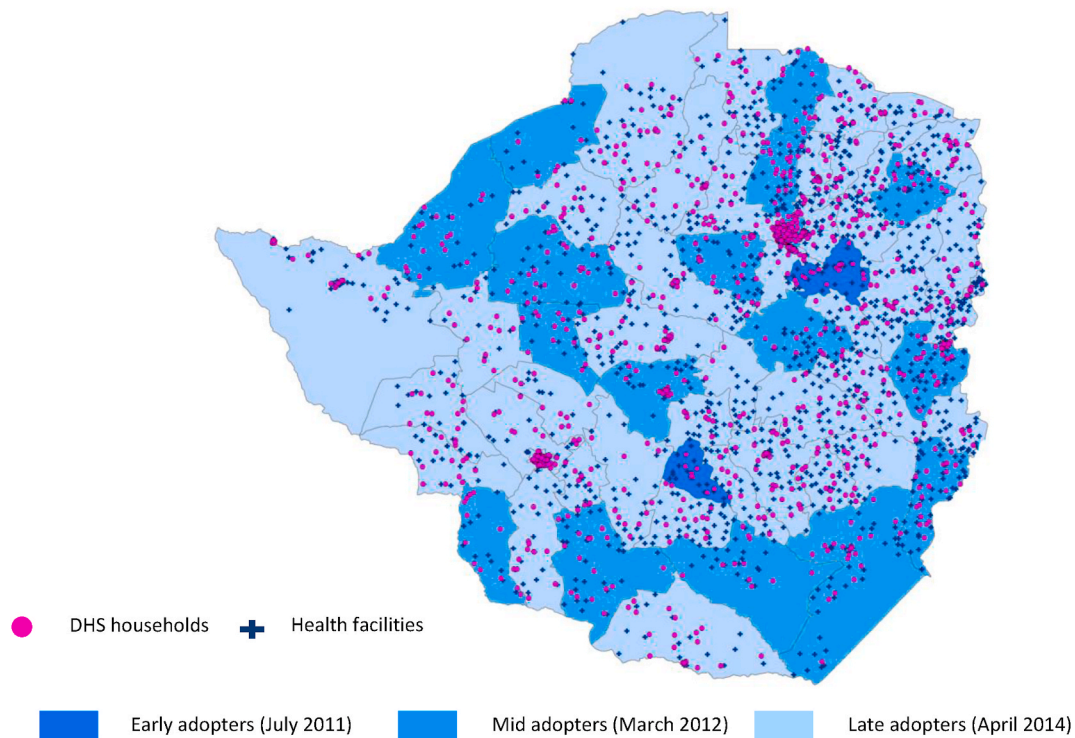 DHS households Health facilities
Early adopters (July 2011) Mid adopters (March 2012) Late adopters (April 2014)